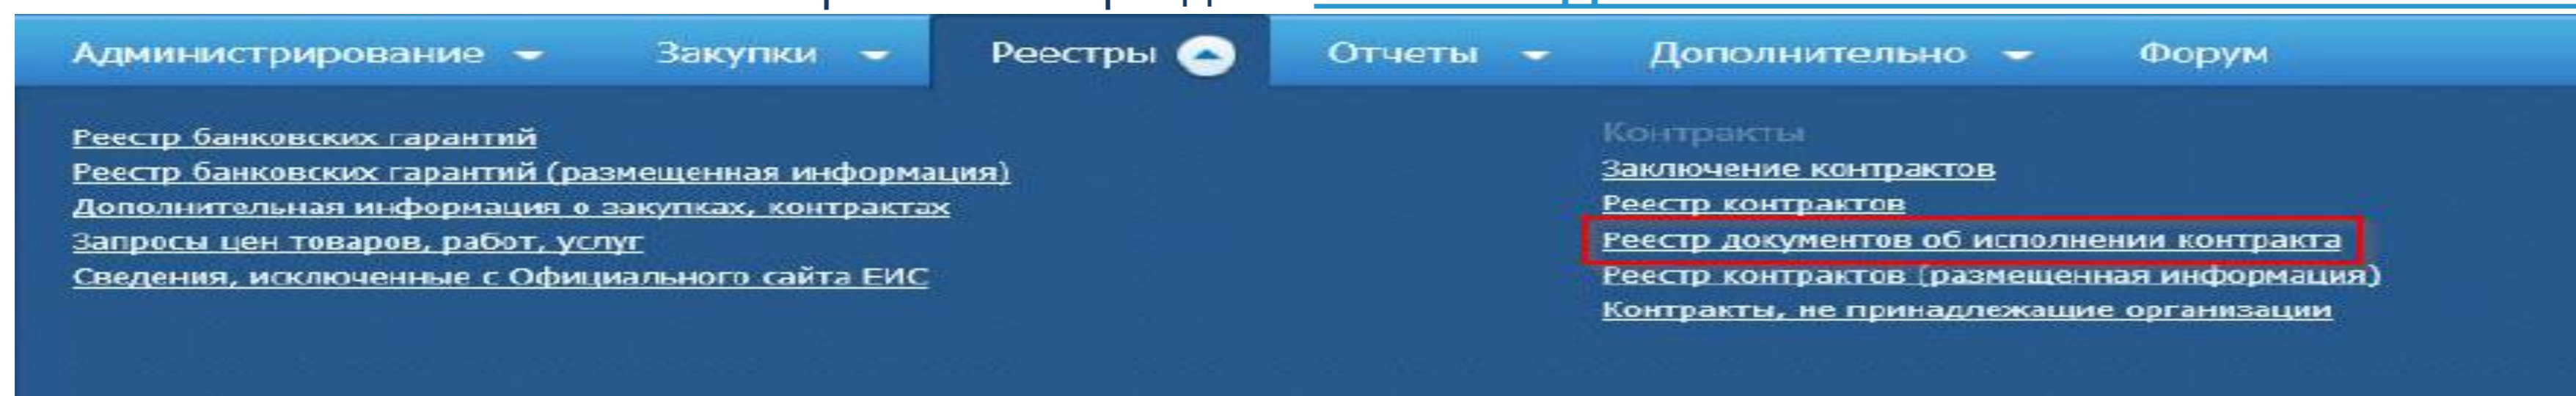 Администрирование Закупки Реестры Отчеты Дополнительно Форум
Реестр банковских гарантий
Реестр банковских гарантий (размещенная информация)
Дополнительная информация о закупках, контрактах
Запросы цен товаров, работ, услуг
Сведения, исключенные с Официального сайта ЕИС
Контракты
Заключение контрактов
Реестр контрактов
Реестр документов об исполнении контракта
Реестр контрактов (размещенная информация)
Контракты, не принадлежащие организации